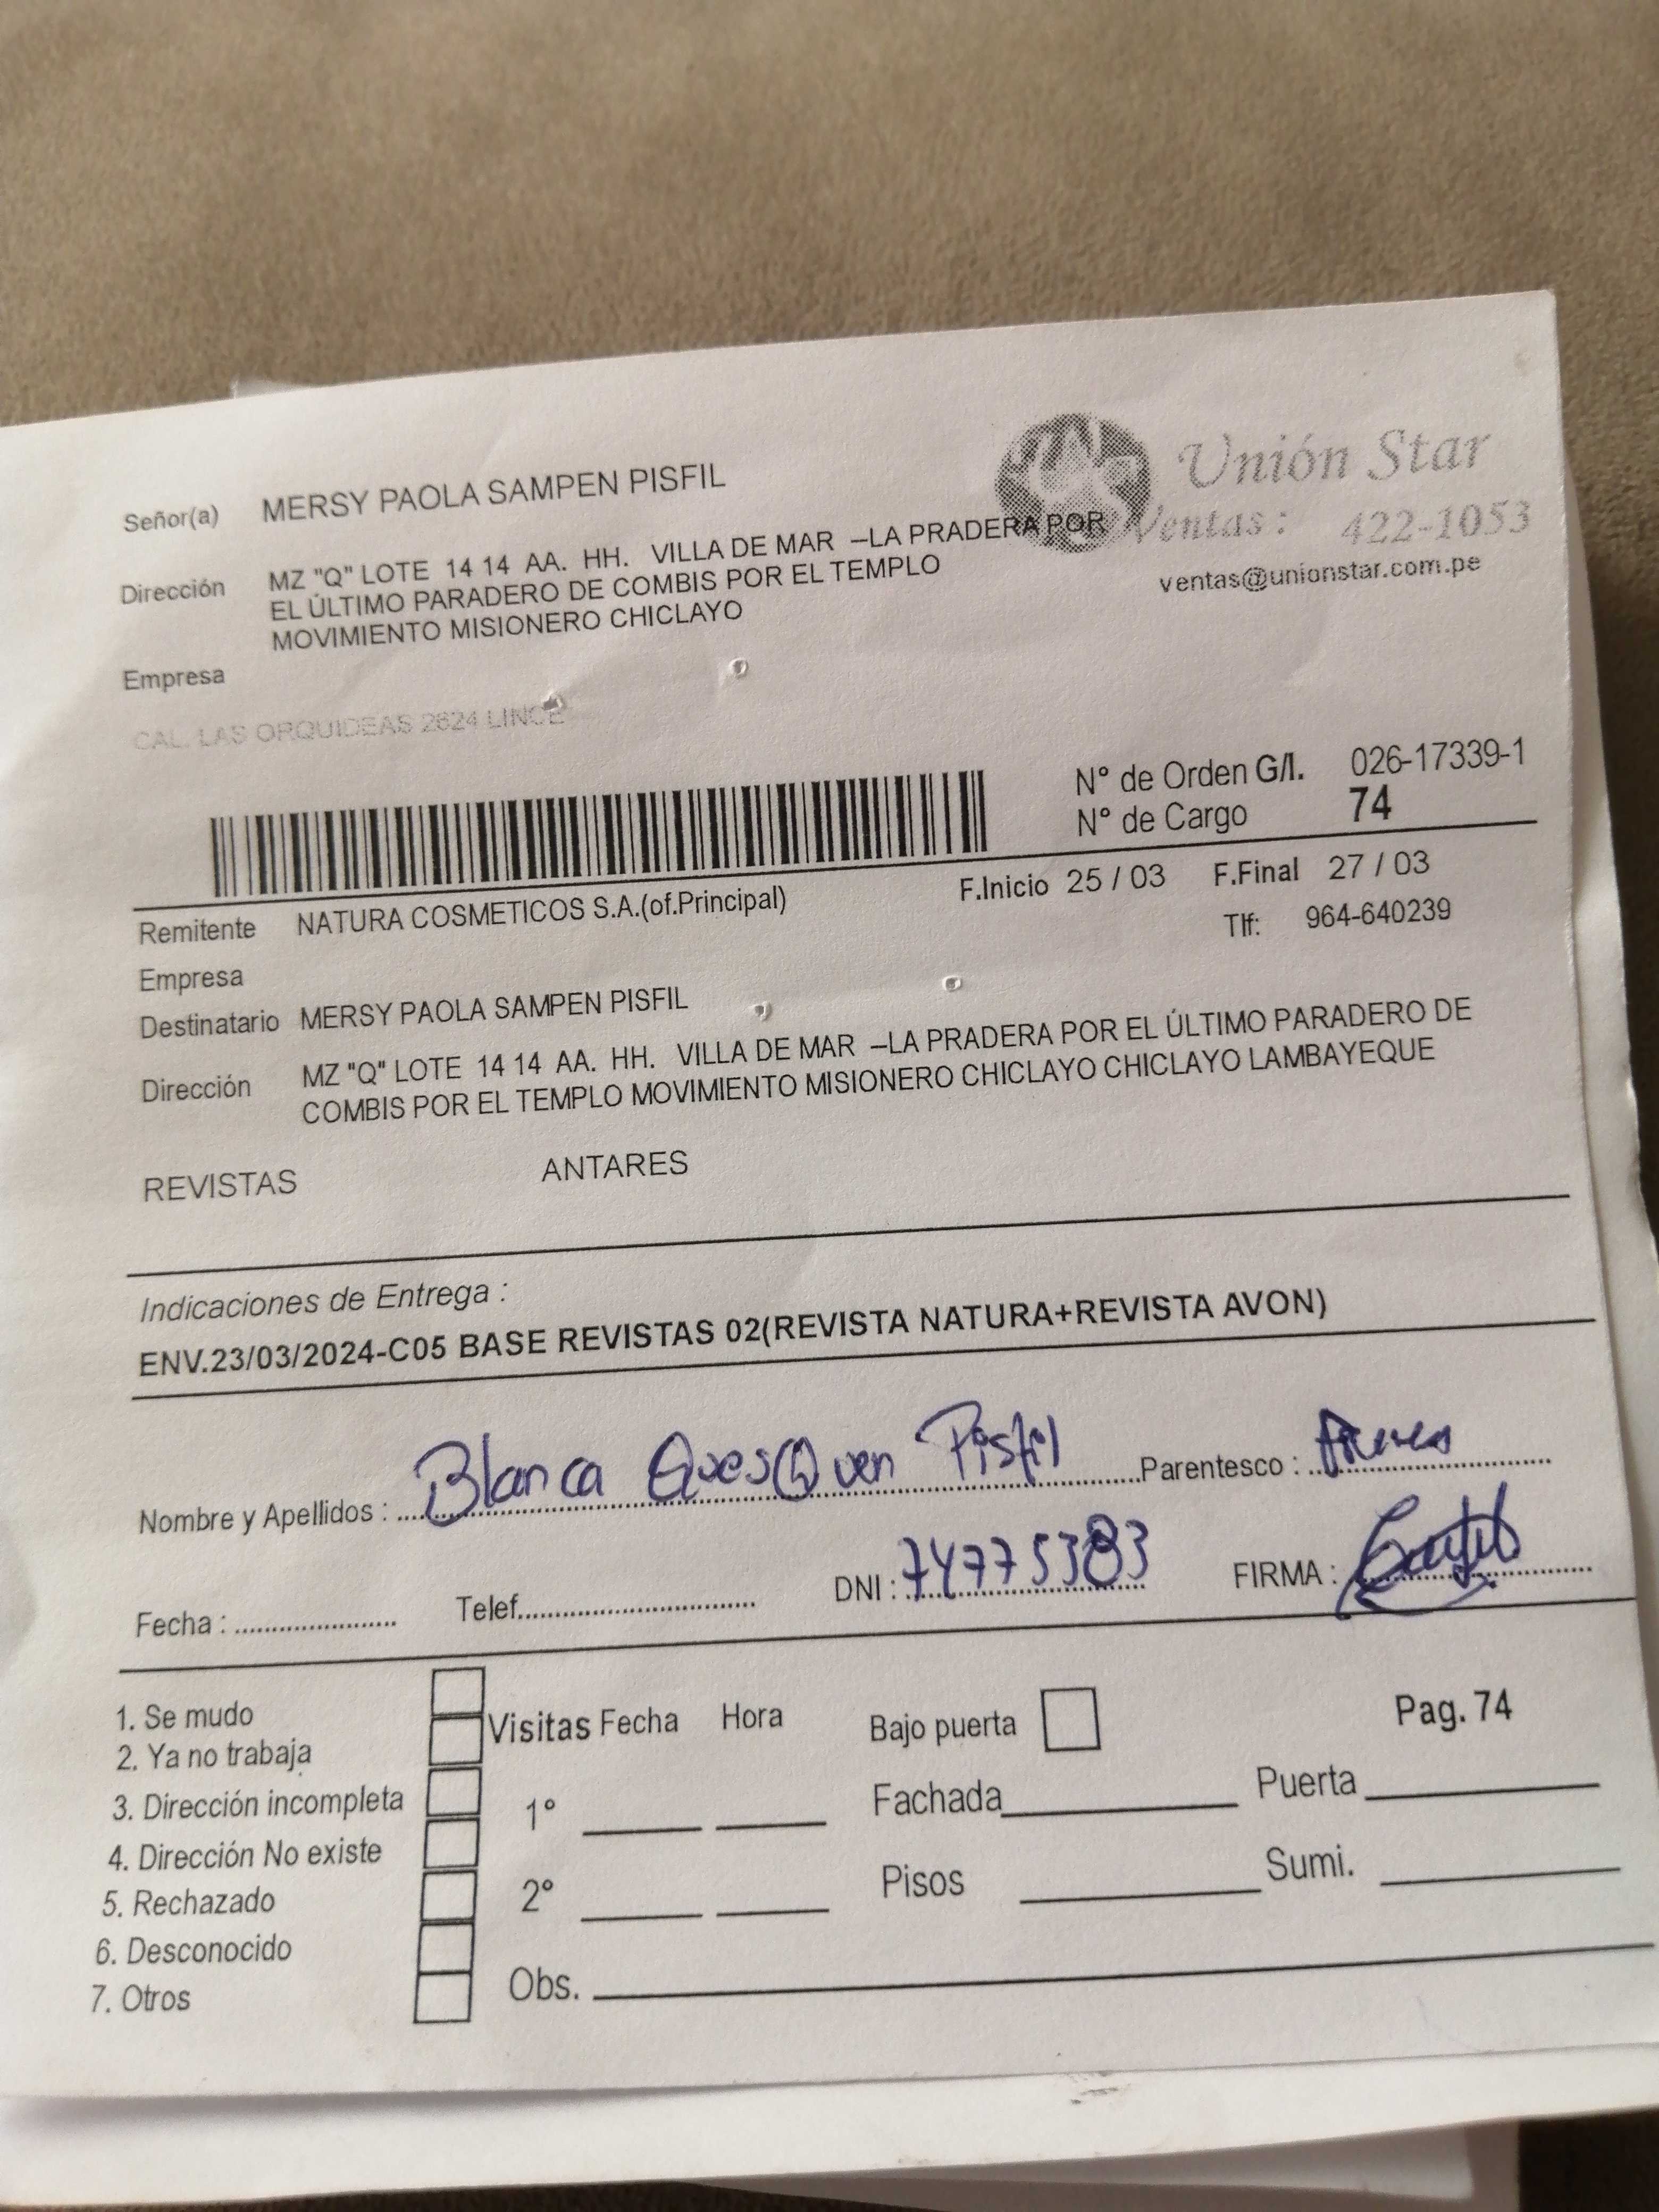 Unión Star
Ventas: 422-1053
ventas@unionstar.com.pe
Señor(a) MERSY PAOLA SAMPEN PISFIL
Dirección MZ "Q" LOTE 14 14 AA. HH. VILLA DE MAR –LA PRADERA POR
EL ÚLTIMO PARADERO DE COMBIS POR EL TEMPLO
MOVIMIENTO MISIONERO CHICLAYO
Empresa
CAL. LAS ORQUIDEAS 2624 LINCE
N° de Orden G/I. 026-17339-1
N° de Cargo 74
F.Inicio 25 / 03 F.Final 27 / 03
Remitente NATURA COSMETICOS S.A.(of.Principal)
Tlf: 964-640239
Empresa
Destinatario MERSY PAOLA SAMPEN PISFIL
Dirección MZ "Q" LOTE 14 14 AA. HH. VILLA DE MAR –LA PRADERA POR EL ÚLTIMO PARADERO DE
COMBIS POR EL TEMPLO MOVIMIENTO MISIONERO CHICLAYO CHICLAYO LAMBAYEQUE
REVISTAS ANTARES
Indicaciones de Entrega :
ENV.23/03/2024-C05 BASE REVISTAS 02(REVISTA NATURA+REVISTA AVON)
Nombre y Apellidos : Blanca QuesQuen Pisfil Parentesco :
Fecha : Telef. DNI : 74775383 FIRMA :
1. Se mudo
2. Ya no trabaja
3. Dirección incompleta
4. Dirección No existe
5. Rechazado
6. Desconocido
7. Otros
Visitas Fecha Hora
1°
2°
Obs.
Bajo puerta
Pag. 74
Fachada Puerta
Pisos Sumi.